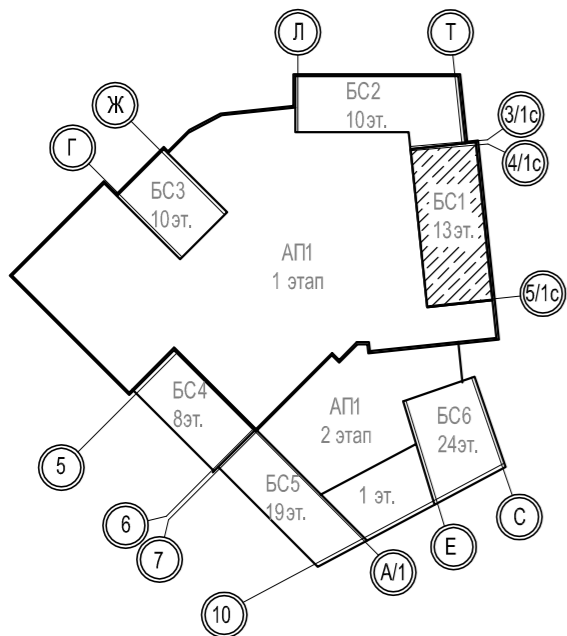 Л
Т
БС2
10эт.
Ж
3/1с
Г
4/1с
БС3
10эт.
БС1
13эт.
АП1
1 этап
5/1с
БС4
8эт.
АП1
2 этап
БС6
24эт.
5
БС5
19эт.
1 эт.
6
С
7
Е
А/1
10